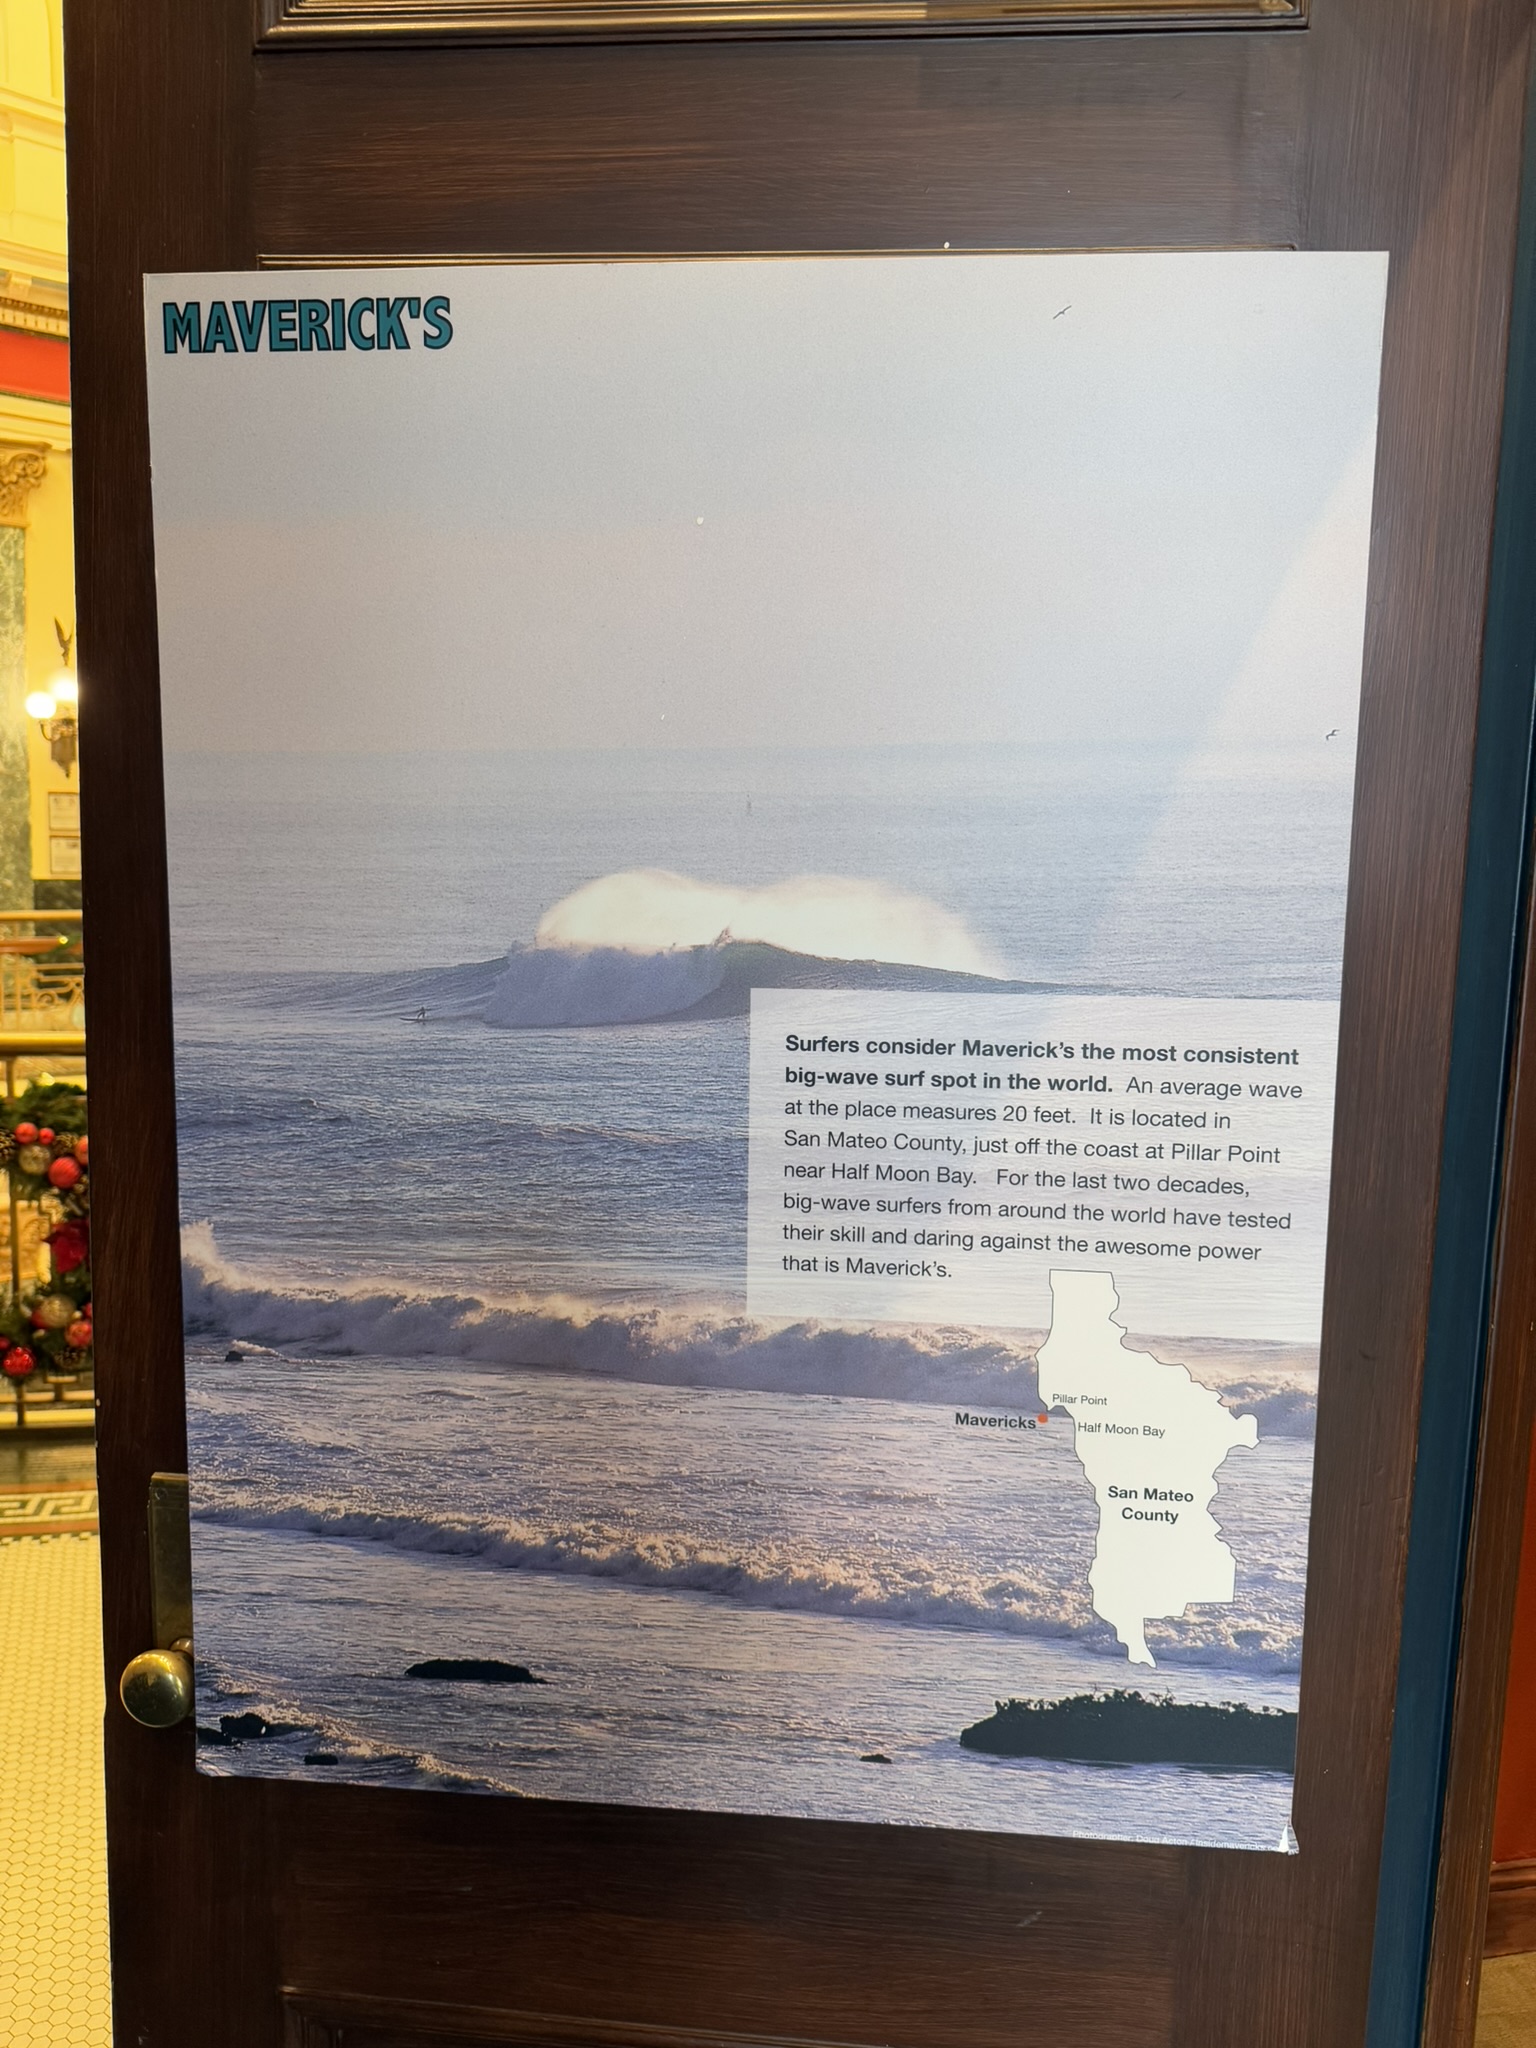 MAVERICK'S
Surfers consider Maverick's the most consistent
big-wave surf spot in the world. An average wave
at the place measures 20 feet. It is located in
San Mateo County, just off the coast at Pillar Point
near Half Moon Bay. For the last two decades,
big-wave surfers from around the world have tested
their skill and daring against the awesome power
that is Maverick's.
Pillar Point
Mavericks
Half Moon Bay
San Mateo
County
Photographer: Doug Acton /